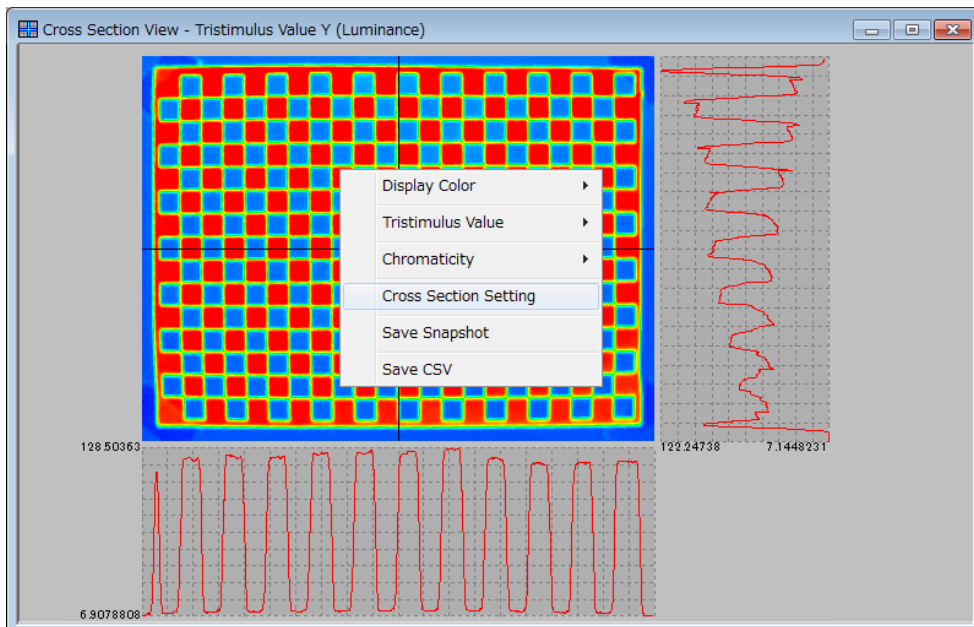 Cross Section View - Tristimulus Value Y (Luminance)
Display Color
Tristimulus Value
Chromaticity
Cross Section Setting
Save Snapshot
Save CSV
128.50363
122.24738
7.1448231
6.9078808